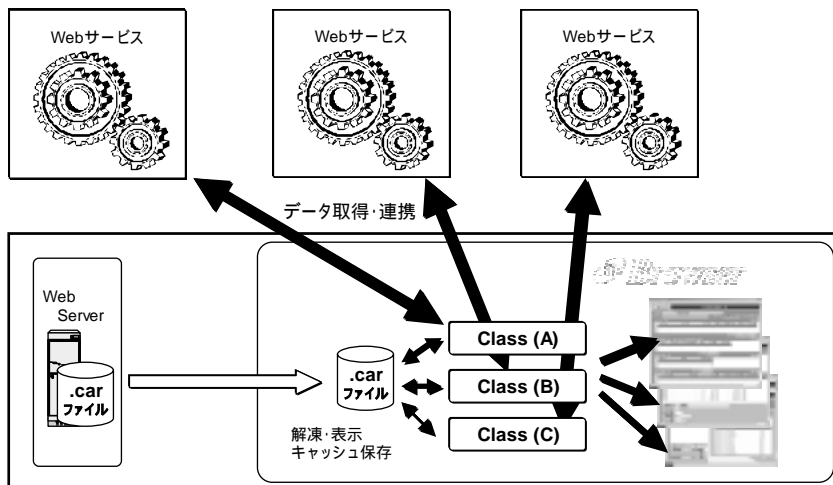 Webサービス
Webサービス
Webサービス
データ取得・連携
Browser
Web
Server
.car
ファイル
.car
ファイル
解凍・表示
キャッシュ保存
Class (A)
Class (B)
Class (C)